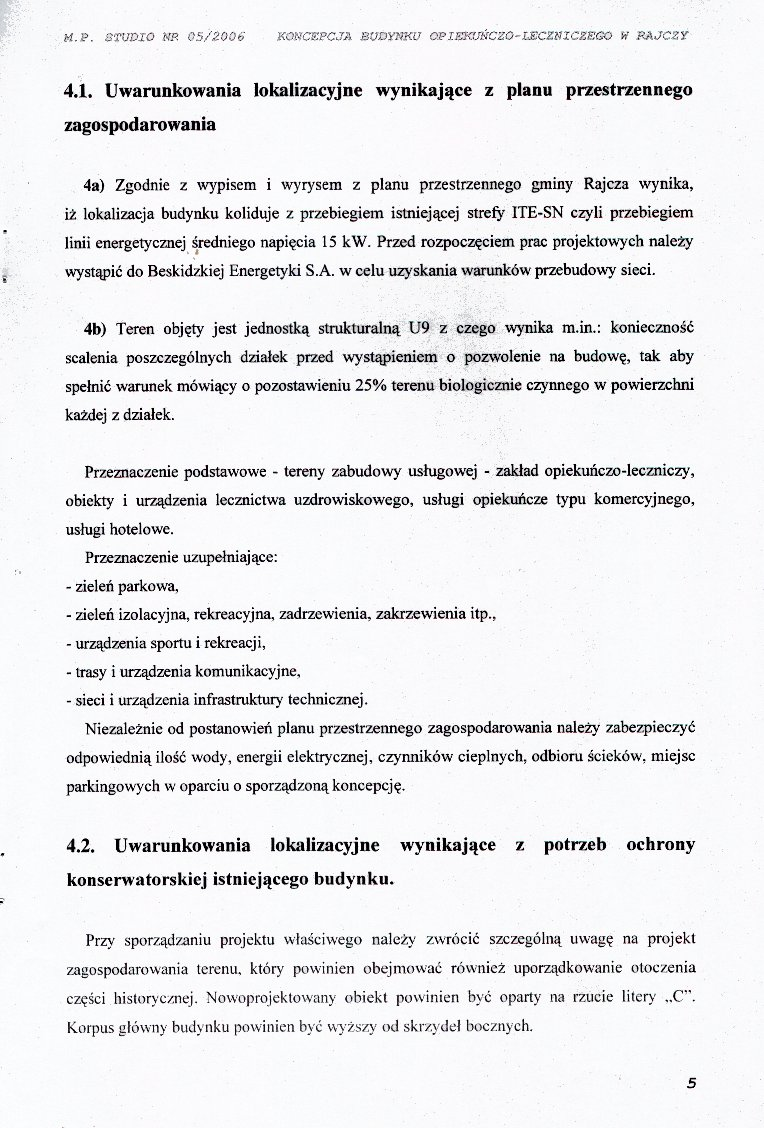 M.P. STUDIO NR 05/2006 KONCEPCJA BUDYNKU OPIEKUŃCZO-LECZNICZEGO W RAJCZY
4.1. Uwarunkowania lokalizacyjne wynikające z planu przestrzennego
zagospodarowania
4a) Zgodnie z wypisem i wyrysem z planu przestrzennego gminy Rajcza wynika,
iż lokalizacja budynku koliduje z przebiegiem istniejącej strefy ITE-SN czyli przebiegiem
linii energetycznej średniego napięcia 15 kW. Przed rozpoczęciem prac projektowych należy
wystąpić do Beskidzkiej Energetyki S.A. w celu uzyskania warunków przebudowy sieci.
4b) Teren objęty jest jednostką strukturalną U9 z czego wynika m.in.: konieczność
scalenia poszczególnych działek przed wystąpieniem o pozwolenie na budowę, tak aby
spełnić warunek mówiący o pozostawieniu 25% terenu biologicznie czynnego w powierzchni
każdej z działek.
Przeznaczenie podstawowe - tereny zabudowy usługowej - zakład opiekuńczo-leczniczy,
obiekty i urządzenia lecznictwa uzdrowiskowego, usługi opiekuńcze typu komercyjnego,
usługi hotelowe.
Przeznaczenie uzupełniające:
- zieleń parkowa,
- zieleń izolacyjna, rekreacyjna, zadrzewienia, zakrzewienia itp.,
- urządzenia sportu i rekreacji,
- trasy i urządzenia komunikacyjne,
- sieci i urządzenia infrastruktury technicznej.
Niezależnie od postanowień planu przestrzennego zagospodarowania należy zabezpieczyć
odpowiednią ilość wody, energii elektrycznej, czynników cieplnych, odbioru ścieków, miejsc
parkingowych w oparciu o sporządzoną koncepcję.
4.2. Uwarunkowania lokalizacyjne wynikające z potrzeb ochrony
konserwatorskiej istniejącego budynku.
Przy sporządzaniu projektu właściwego należy zwrócić szczególną uwagę na projekt
zagospodarowania terenu, który powinien obejmować również uporządkowanie otoczenia
części historycznej. Nowoprojektowany obiekt powinien być oparty na rzucie litery „C”.
Korpus główny budynku powinien być wyższy od skrzydeł bocznych.
5